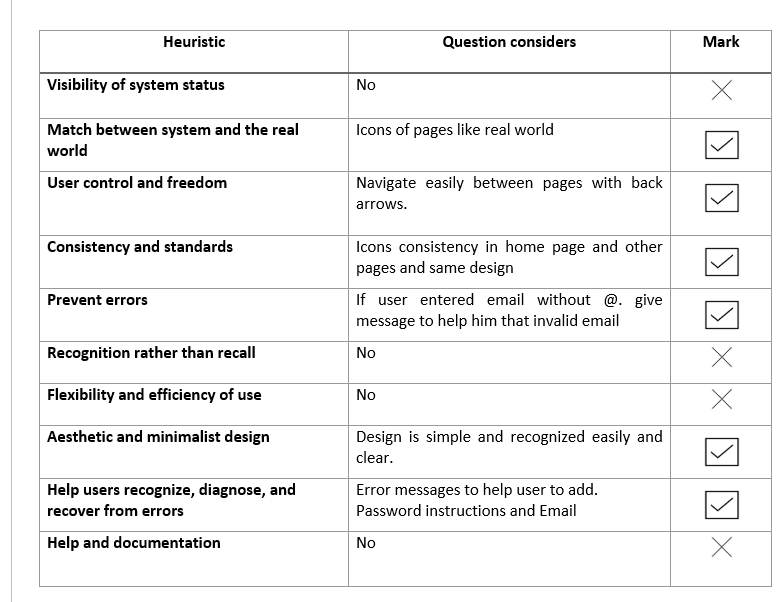 Heuristic Question considers Mark
Visibility of system status No
Match between system and the real Icons of pages like real world
world
User control and freedom Navigate easily between pages with back
arrows.
Consistency and standards Icons consistency in home page and other
pages and same design
Prevent errors If user entered email without @. give
message to help him that invalid email
Recognition rather than recall No
Flexibility and efficiency of use No
Aesthetic and minimalist design Design is simple and recognized easily and
clear.
Help users recognize, diagnose, and Error messages to help user to add.
recover from errors Password instructions and Email
Help and documentation No